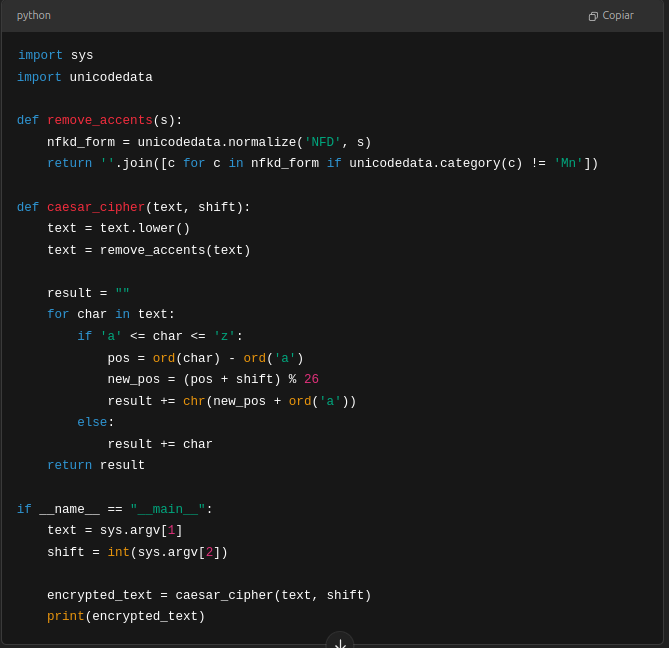 python
Copiar
import sys
import unicodedata

def remove_accents(s):
    nfkd_form = unicodedata.normalize('NFD', s)
    return ''.join([c for c in nfkd_form if unicodedata.category(c) != 'Mn'])

def caesar_cipher(text, shift):
    text = text.lower()
    text = remove_accents(text)

    result = ""
    for char in text:
        if 'a' <= char <= 'z':
            pos = ord(char) - ord('a')
            new_pos = (pos + shift) % 26
            result += chr(new_pos + ord('a'))
        else:
            result += char
    return result

if __name__ == "__main__":
    text = sys.argv[1]
    shift = int(sys.argv[2])

    encrypted_text = caesar_cipher(text, shift)
    print(encrypted_text)